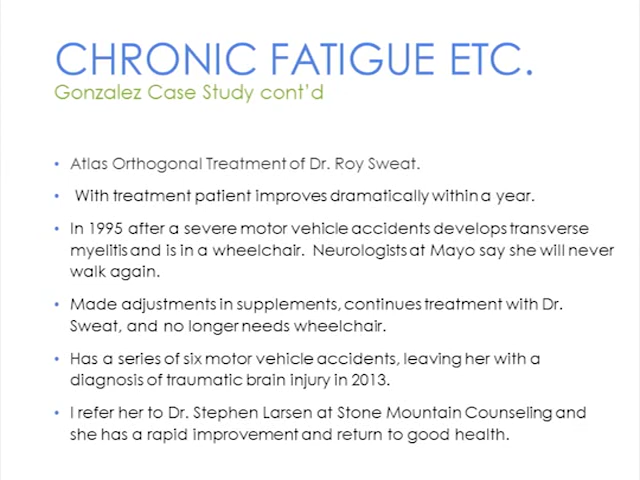 CHRONIC FATIGUE ETC.
Gonzalez Case Study cont'd
• Atlas Orthogonal Treatment of Dr. Roy Sweat.
• With treatment patient improves dramatically within a year.
• In 1995 after a severe motor vehicle accidents develops transverse
myelitis and is in a wheelchair. Neurologists at Mayo say she will never
walk again.
• Made adjustments in supplements, continues treatment with Dr.
Sweat, and no longer needs wheelchair.
• Has a series of six motor vehicle accidents, leaving her with a
diagnosis of traumatic brain injury in 2013.
• I refer her to Dr. Stephen Larsen at Stone Mountain Counseling and
she has a rapid improvement and return to good health.